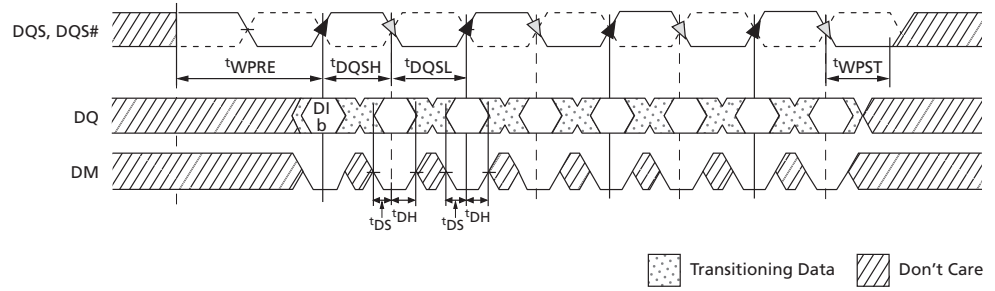 DQS, DQS#
tWPRE tDQSH tDQSL tWPST
DQ
DI
b
DM
tDS tDH tDS tDH
Transitioning Data
Don't Care